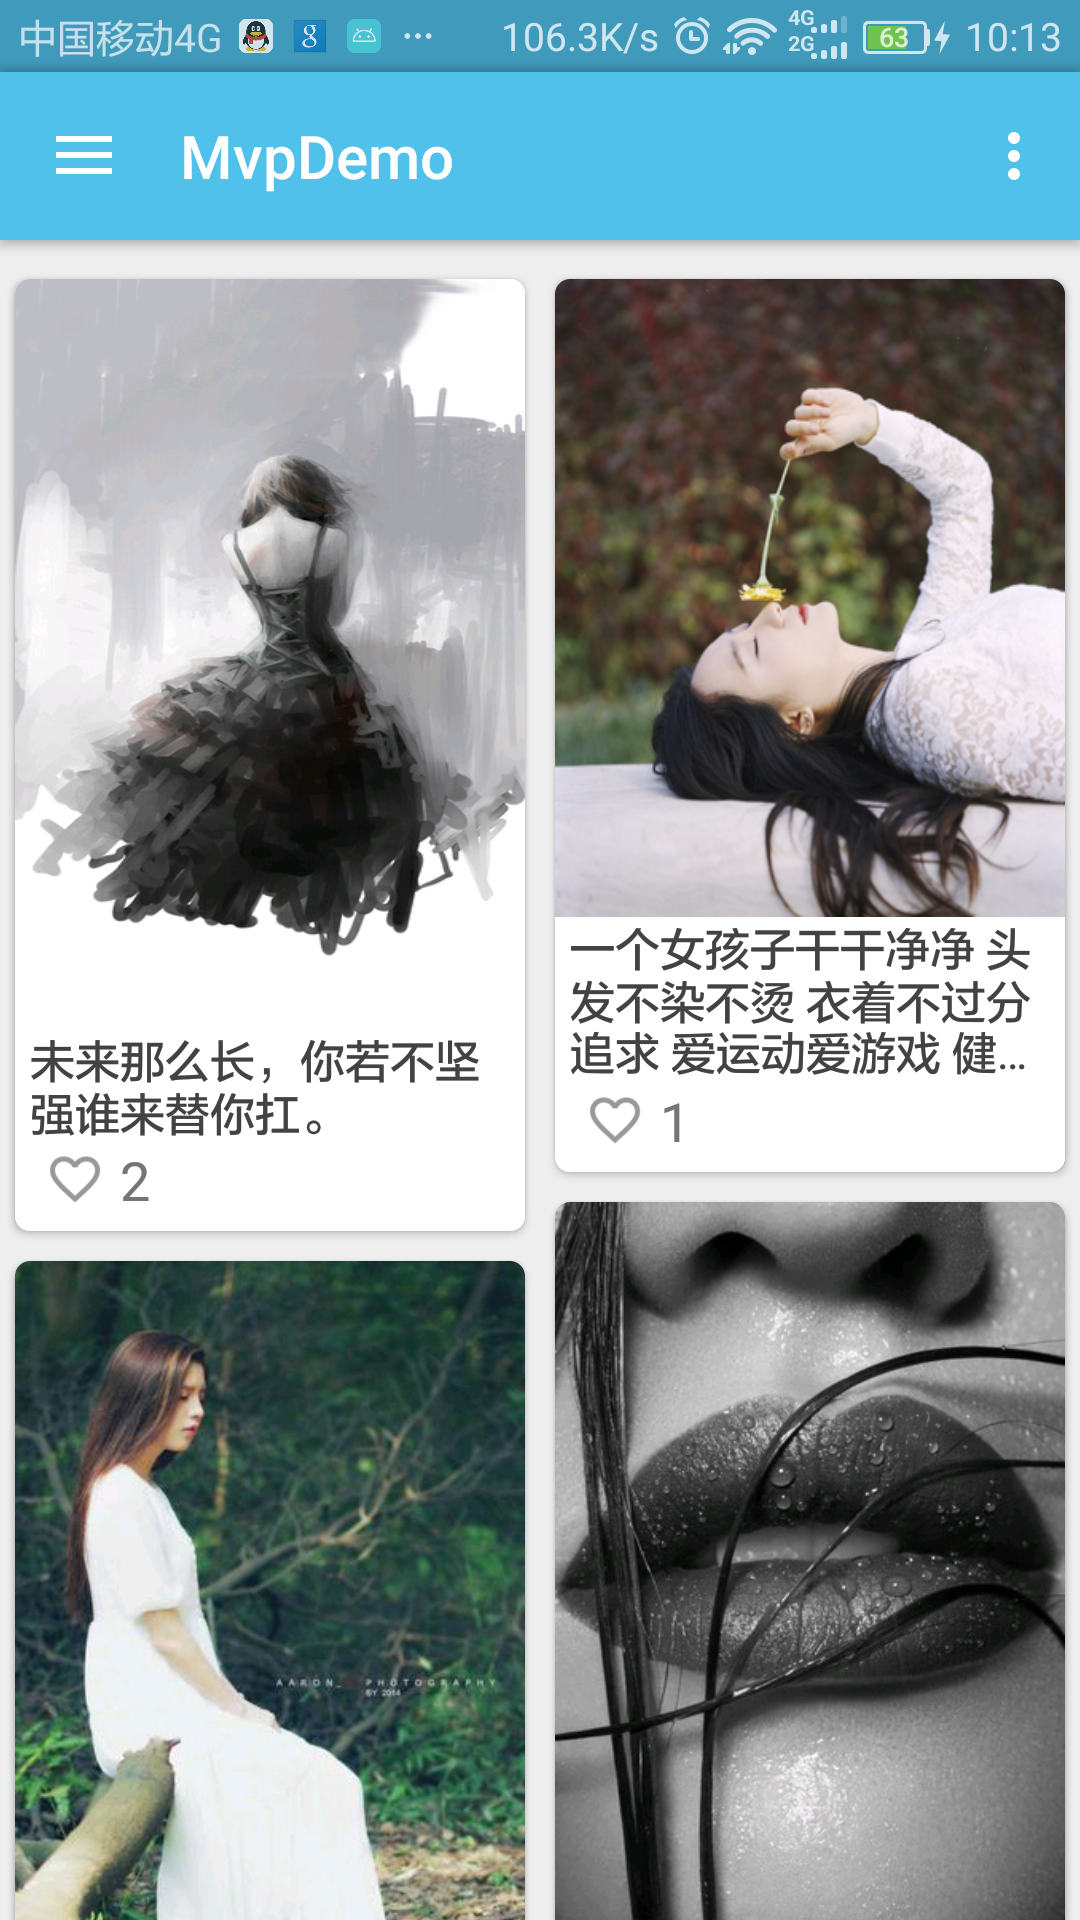 中国移动4G 106.3K/s 4G 2G 63 10:13
MvpDemo
未来那么长，你若不坚
强谁来替你扛。
2
一个女孩子干干净净 头
发不染不烫 衣着不过分
追求 爱运动爱游戏 健...
1
AARON_ PHOTOGRAPHY
BY 2014